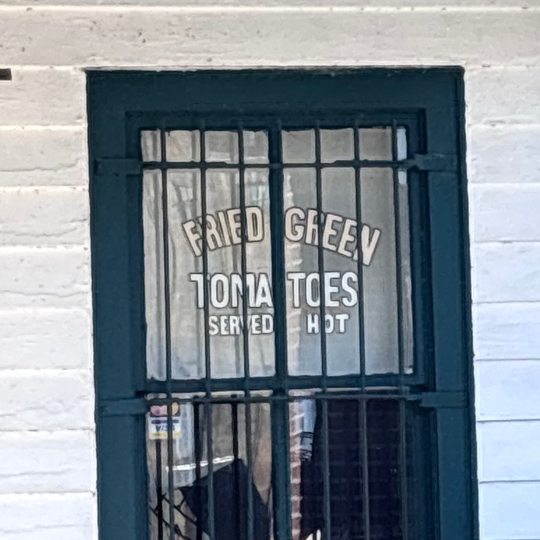 FRIED GREEN
TOMATOES
SERVED HOT